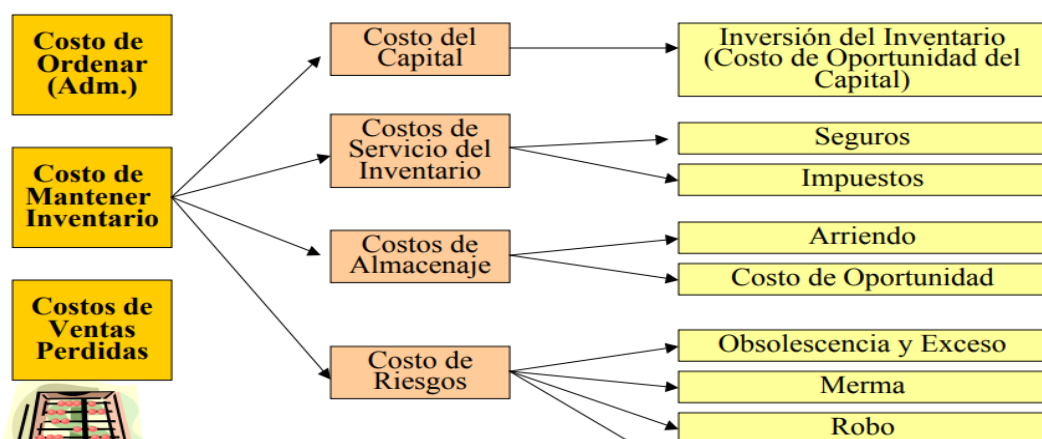 Costo de
Ordenar
(Adm.)
Costo de
Mantener
Inventario
Costos de
Ventas
Perdidas
Costo del
Capital
Costos de
Servicio del
Inventario
Costos de
Almacenaje
Costo de
Riesgos
Inversión del Inventario
(Costo de Oportunidad del
Capital)
Seguros
Impuestos
Arriendo
Costo de Oportunidad
Obsolescencia y Exceso
Merma
Robo